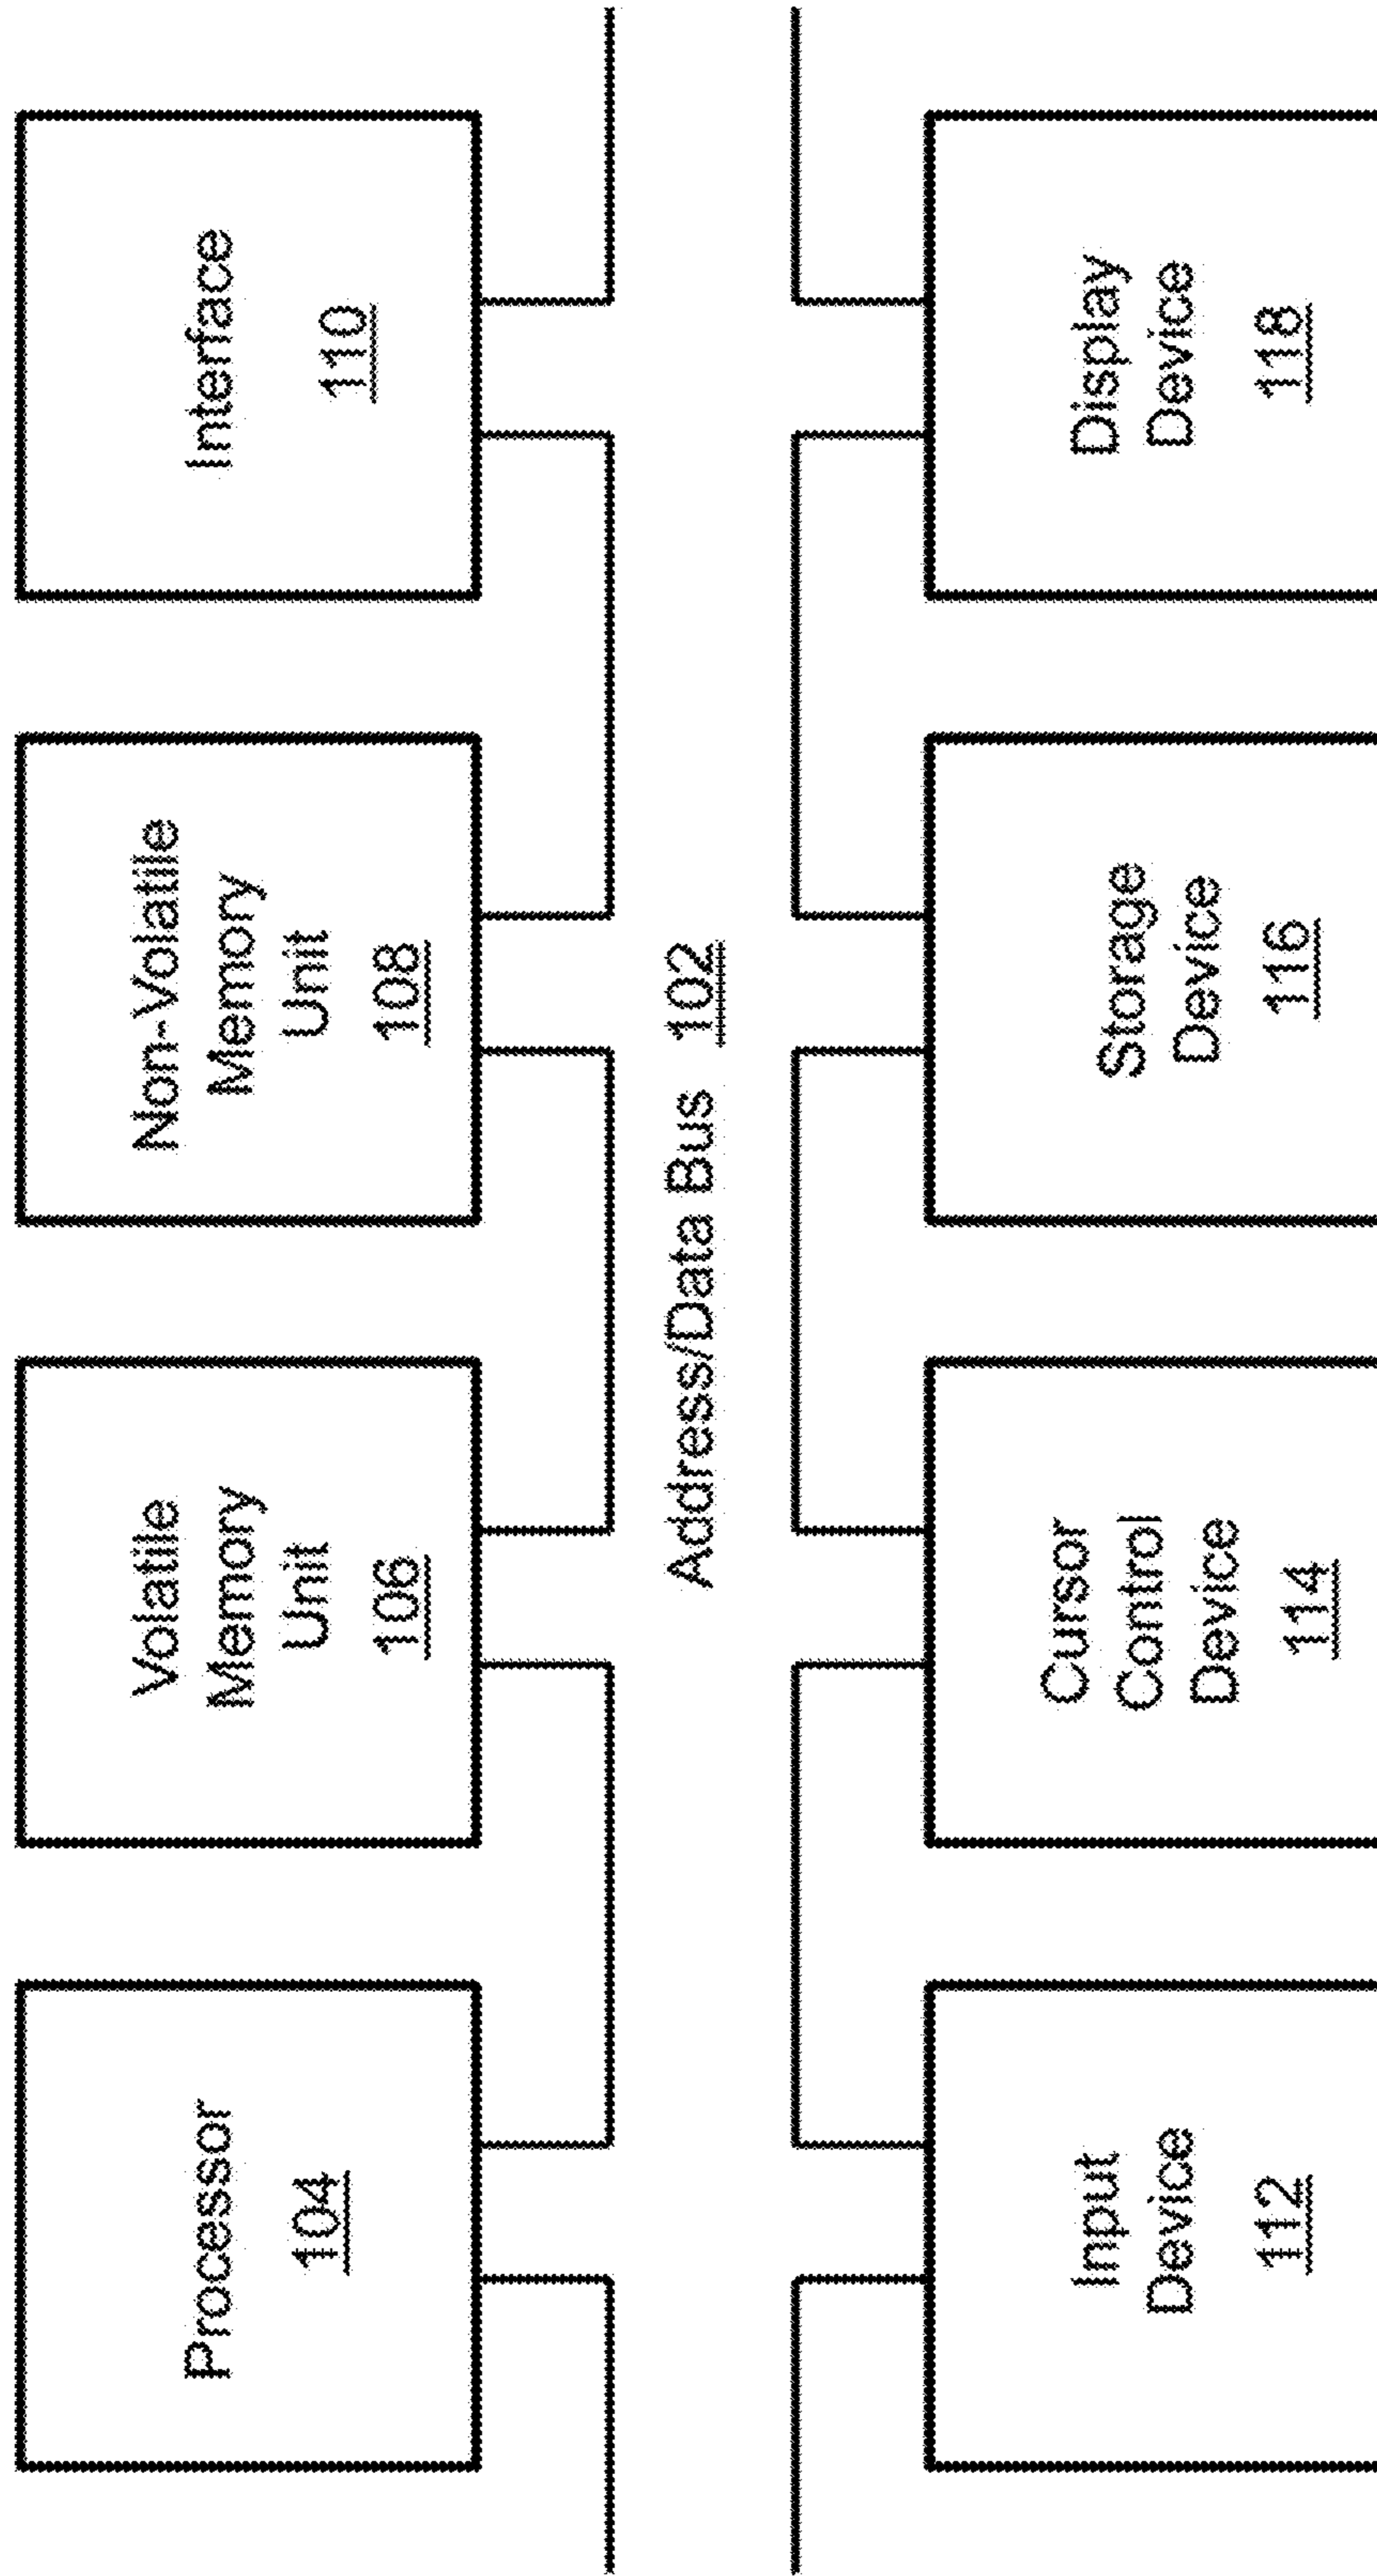 Processor
104
Volatile
Memory
Unit
106
Non-Volatile
Memory
Unit
108
Interface
110
Address/Data Bus 102
Input
Device
112
Cursor
Control
Device
114
Storage
Device
116
Display
Device
118